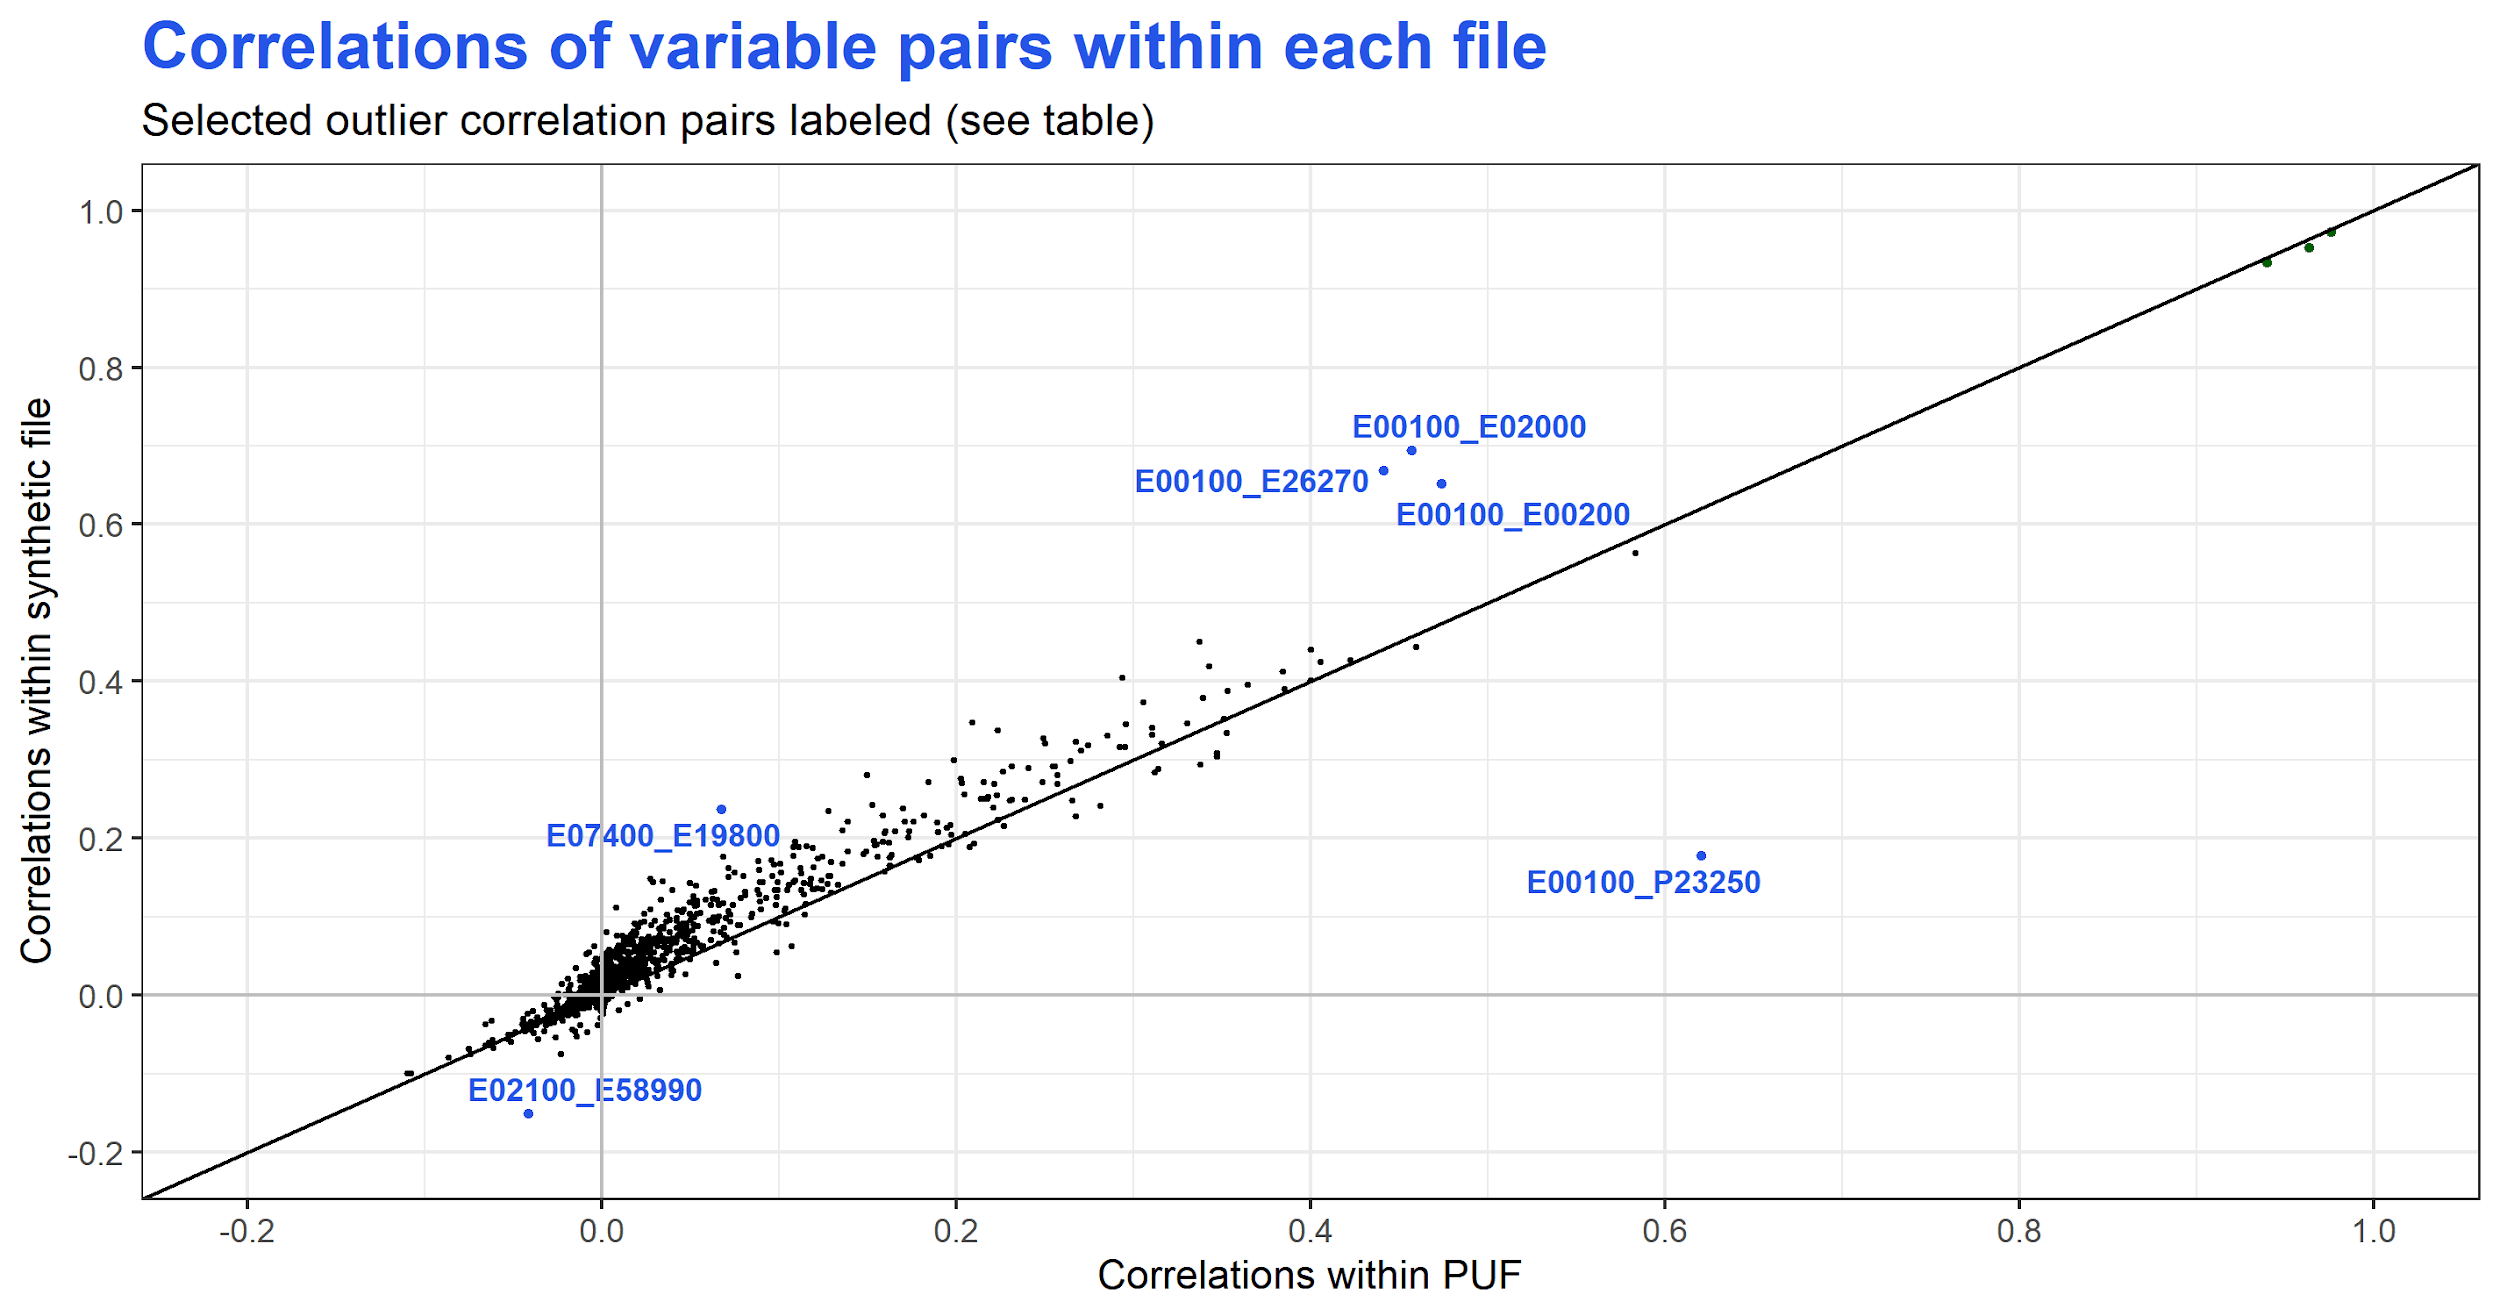 Correlations of variable pairs within each file
Selected outlier correlation pairs labeled (see table)
Correlations within synthetic file
1.0
0.8
0.6
0.4
0.2
0.0
-0.2
E00100_E02000
E00100_E26270
E00100_E00200
E07400_E19800
E00100_P23250
E02100_E58990
-0.2
0.0
0.2
0.4
0.6
0.8
1.0
Correlations within PUF